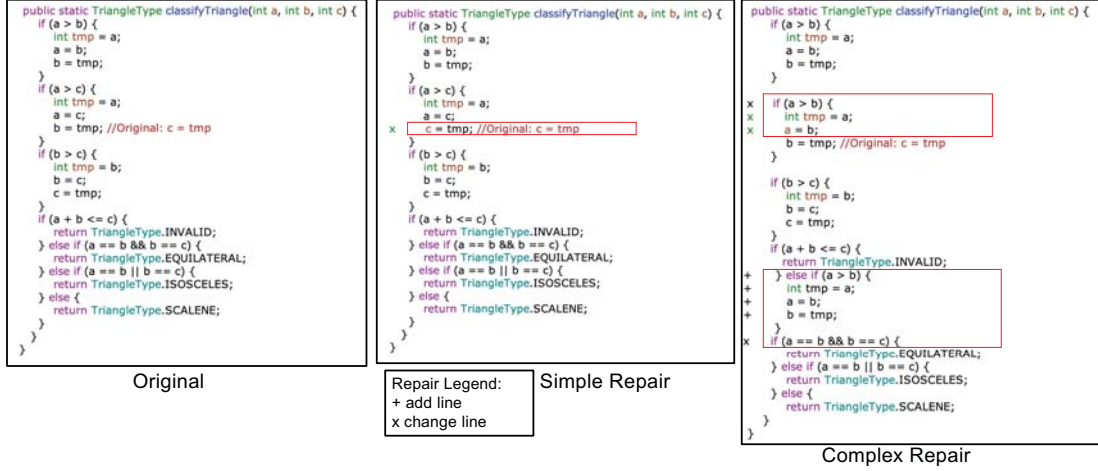 public static TriangleType classifyTriangle(int a, int b, int c) {
if (a > b) {
int tmp = a;
a = b;
b = tmp;
}
if (a > c) {
int tmp = a;
a = c;
b = tmp; //Original: c = tmp
}
if (b > c) {
int tmp = b;
b = c;
c = tmp;
}
if (a + b <= c) {
return TriangleType.INVALID;
} else if (a == b && b == c) {
return TriangleType.EQUILATERAL;
} else if (a == b || b == c) {
return TriangleType.ISOSCELES;
} else {
return TriangleType.SCALENE;
}
}
}
Original
public static TriangleType classifyTriangle(int a, int b, int c) {
if (a > b) {
int tmp = a;
a = b;
b = tmp;
}
if (a > c) {
int tmp = a;
a = c;
x c = tmp; //Original: c = tmp
}
if (b > c) {
int tmp = b;
b = c;
c = tmp;
}
if (a + b <= c) {
return TriangleType.INVALID;
} else if (a == b && b == c) {
return TriangleType.EQUILATERAL;
} else if (a == b || b == c) {
return TriangleType.ISOSCELES;
} else {
return TriangleType.SCALENE;
}
}
}
Simple Repair
Repair Legend:
+ add line
x change line
public static TriangleType classifyTriangle(int a, int b, int c) {
if (a > b) {
int tmp = a;
a = b;
b = tmp;
}
x if (a > b) {
x int tmp = a;
x a = b;
b = tmp; //Original: c = tmp
}
if (b > c) {
int tmp = b;
b = c;
c = tmp;
}
if (a + b <= c) {
return TriangleType.INVALID;
+ } else if (a > b) {
+ int tmp = a;
+ a = b;
+ b = tmp;
}
x if (a == b && b == c) {
return TriangleType.EQUILATERAL;
} else if (a == b || b == c) {
return TriangleType.ISOSCELES;
} else {
return TriangleType.SCALENE;
}
}
}
Complex Repair